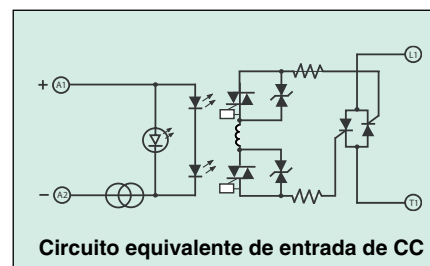 + A1
L1
- A2
T1
Circuito equivalente de entrada de CC